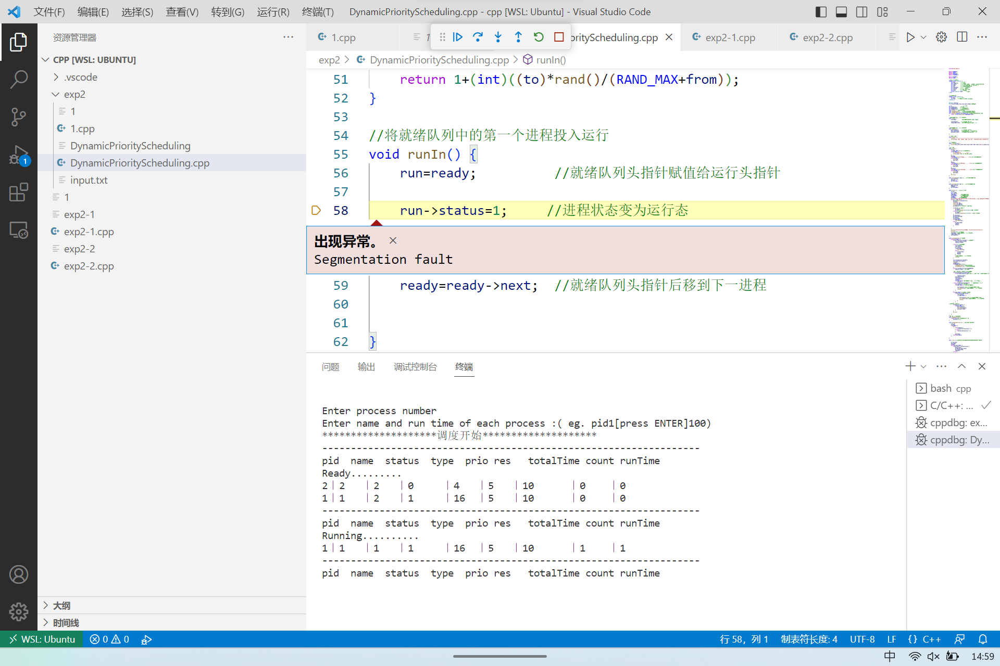 文件(F) 编辑(E) 选择(S) 查看(V) 转到(G) 运行(R) 终端(T) DynamicPriorityScheduling.cpp - cpp [WSL: Ubuntu] - Visual Studio Code
资源管理器
1.cpp
orityScheduling.cpp
exp2-1.cpp
exp2-2.cpp
CPP [WSL: UBUNTU]
.vscode
exp2
1
1.cpp
DynamicPriorityScheduling
DynamicPriorityScheduling.cpp
input.txt
1
exp2-1
exp2-1.cpp
exp2-2
exp2-2.cpp
大纲
时间线
1
exp2 > DynamicPriorityScheduling.cpp > runIn()
51 return 1+(int)((to)*rand()/(RAND_MAX+from));
52 }
53
54 //将就绪队列中的第一个进程投入运行
55 void runIn() {
56 run=ready; //就绪队列头指针赋值给运行头指针
57
58 run->status=1; //进程状态变为运行态
出现异常。
Segmentation fault
59 ready=ready->next; //就绪队列头指针后移到下一进程
60
61
62 }
问题 输出 调试控制台 终端
Enter process number
Enter name and run time of each process :( eg. pid1[press ENTER]100)
********************调度开始********************
------------------------------------------------------------------
pid name status type prio res totalTime count runTime
Ready.........
2| 2 | 2 | 0 | 4 | 5 | 10 | 0 | 0
1| 1 | 2 | 1 | 16 | 5 | 10 | 0 | 0
------------------------------------------------------------------
pid name status type prio res totalTime count runTime
Running..........
1| 1 | 1 | 1 | 16 | 5 | 10 | 1 | 1
------------------------------------------------------------------
pid name status type prio res totalTime count runTime
bash cpp
C/C++: ...
cppdbg: ex...
cppdbg: Dy...
WSL: Ubuntu 0 0 行 58，列 1 制表符长度: 4 UTF-8 LF {} C++
中 14:59